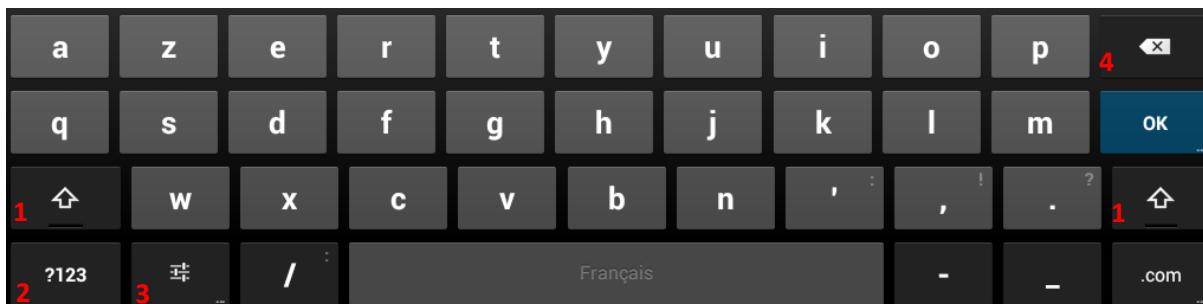 a z e r t y u i o p 4
q s d f g h j k l m OK
1 w x c v b n ' : , ! . ? 1
2 ?123 3 / : Français - _ .com